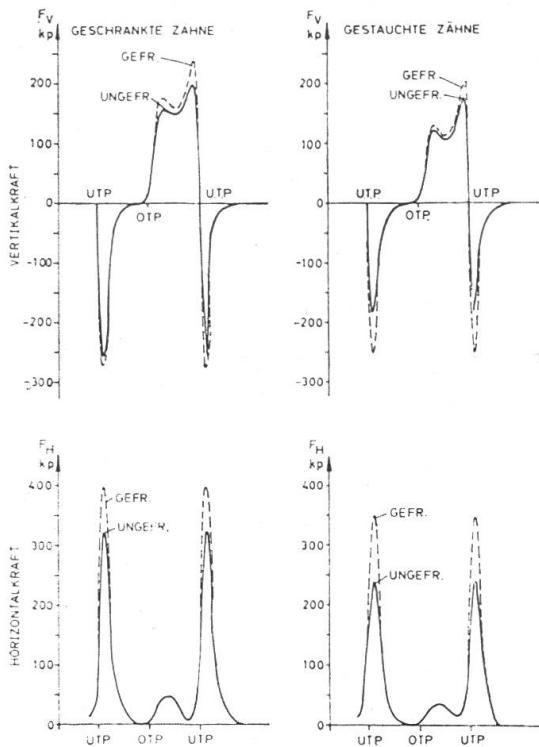 F_V
kp
GESCHRANKTE ZÄHNE
GEFR.
UNGEFR.
200
100
UTP
UTP
0
OTP
-100
-200
-300
VERTIKALKRAFT
F_V
kp
GESTAUCHTE ZÄHNE
GEFR
UNGEFR.
200
100
UTP
UTP
0
OTP.
-100
-200
-300
VERTIKALKRAFT
F_H
kp
400
GEFR.
UNGEFR.
300
200
100
0
UTP
OTP
UTP
HORIZONTALKRAFT
F_H
kp
400
GEFR.
300
UNGEFR.
200
100
0
UTP
OTP
UTP